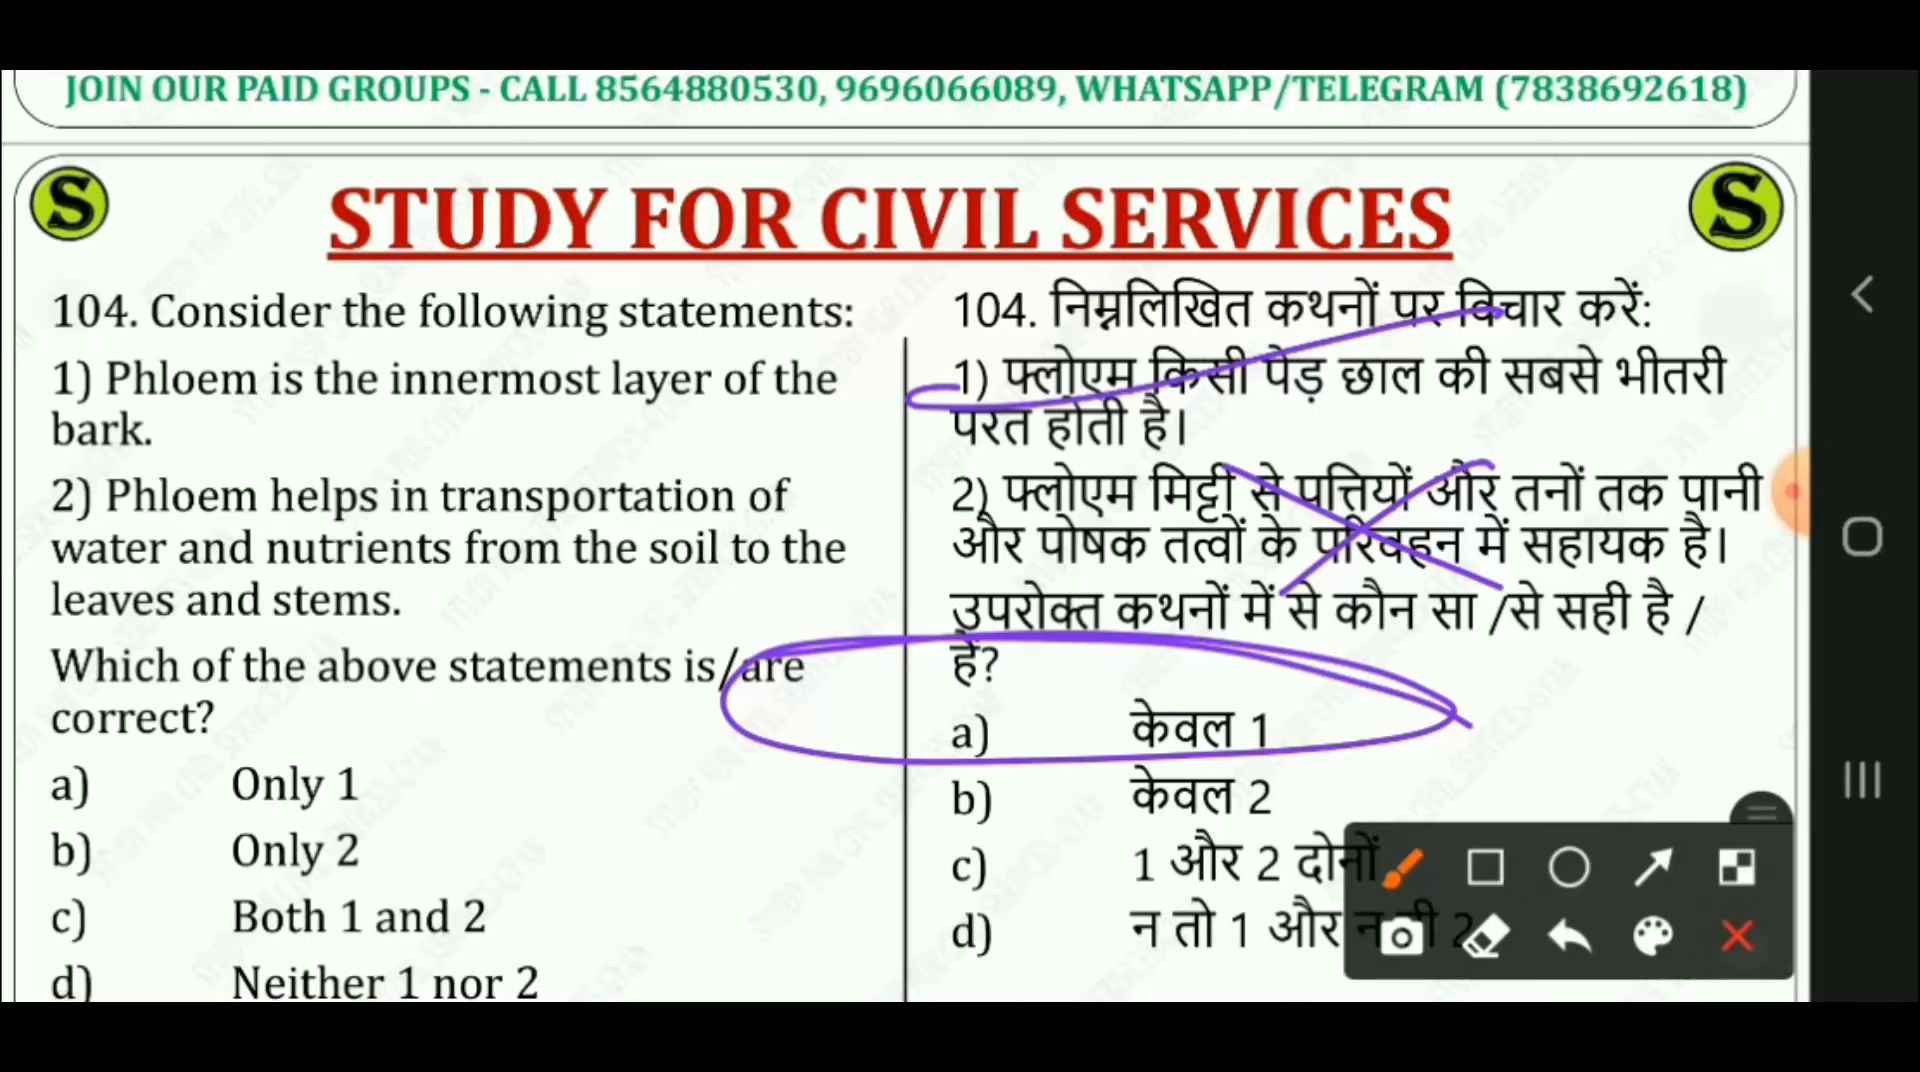 JOIN OUR PAID GROUPS - CALL 8564880530, 9696066089, WHATSAPP/TELEGRAM (7838692618)
S
STUDY FOR CIVIL SERVICES
S
104. Consider the following statements:
1) Phloem is the innermost layer of the
bark.
2) Phloem helps in transportation of
water and nutrients from the soil to the
leaves and stems.
Which of the above statements is/are
correct?
a) Only 1
b) Only 2
c) Both 1 and 2
d) Neither 1 nor 2
104. निम्नलिखित कथनों पर विचार करें:
1) फ्लोएम किसी पेड़ छाल की सबसे भीतरी
परत होती है।
2) फ्लोएम मिट्टी से पत्तियों और तनों तक पानी
और पोषक तत्वों के परिवहन में सहायक है।
उपरोक्त कथनों में से कौन सा /से सही है /
हैं?
a) केवल 1
b) केवल 2
c) 1 और 2 दोनों
d) न तो 1 और न ही 2